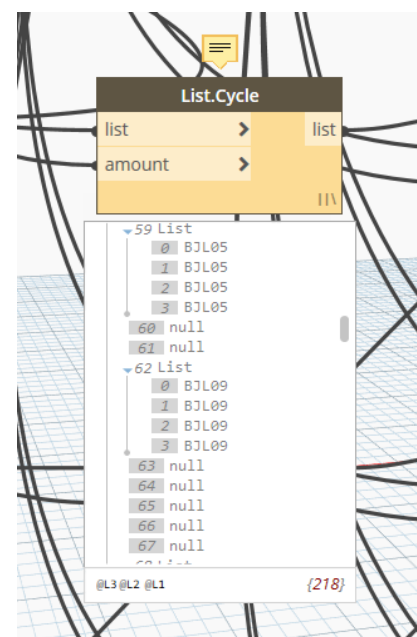 List.Cycle
list > list
amount >
59 List
0 BJL05
1 BJL05
2 BJL05
3 BJL05
60 null
61 null
62 List
0 BJL09
1 BJL09
2 BJL09
3 BJL09
63 null
64 null
65 null
66 null
67 null
@L3 @L2 @L1 {218}